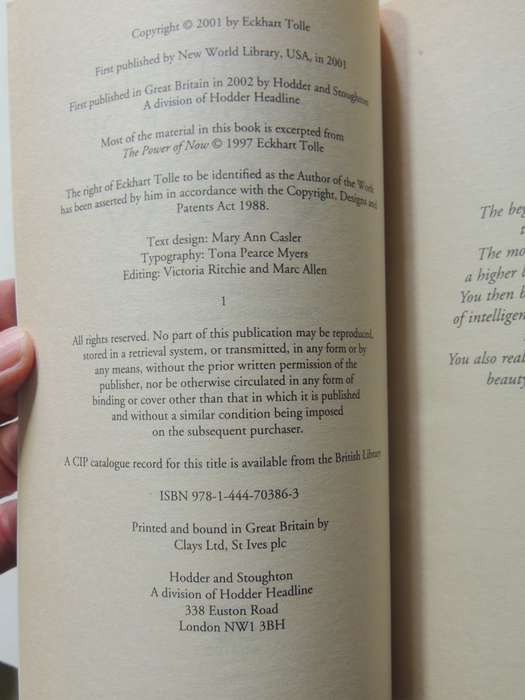 Copyright © 2001 by Eckhart Tolle
First published by New World Library, USA, in 2001
First published in Great Britain in 2002 by Hodder and Stoughton
A division of Hodder Headline
Most of the material in this book is excerpted from
The Power of Now © 1997 Eckhart Tolle
The right of Eckhart Tolle to be identified as the Author of the Work
has been asserted by him in accordance with the Copyright, Designs and
Patents Act 1988.
Text design: Mary Ann Casler
Typography: Tona Pearce Myers
Editing: Victoria Ritchie and Marc Allen
1
All rights reserved. No part of this publication may be reproduced,
stored in a retrieval system, or transmitted, in any form or by
any means, without the prior written permission of the
publisher, nor be otherwise circulated in any form of
binding or cover other than that in which it is published
and without a similar condition being imposed
on the subsequent purchaser.
A CIP catalogue record for this title is available from the British Library
ISBN 978-1-444-70386-3
Printed and bound in Great Britain by
Clays Ltd, St Ives plc
Hodder and Stoughton
A division of Hodder Headline
338 Euston Road
London NW1 3BH
The
The
a higher
You then
of
You also